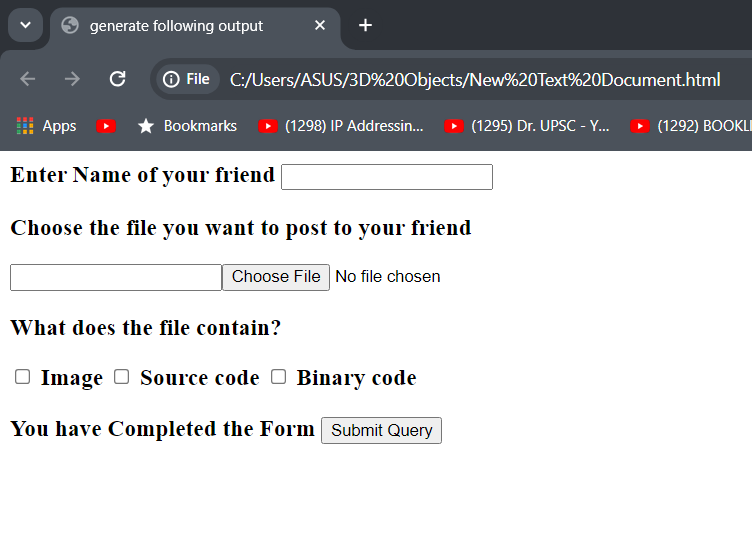 generate following output
File C:/Users/ASUS/3D%20Objects/New%20Text%20Document.html
Apps Bookmarks (1298) IP Addressin... (1295) Dr. UPSC - Y... (1292) BOOKLI
Enter Name of your friend
Choose the file you want to post to your friend
Choose File No file chosen
What does the file contain?
Image Source code Binary code
You have Completed the Form Submit Query